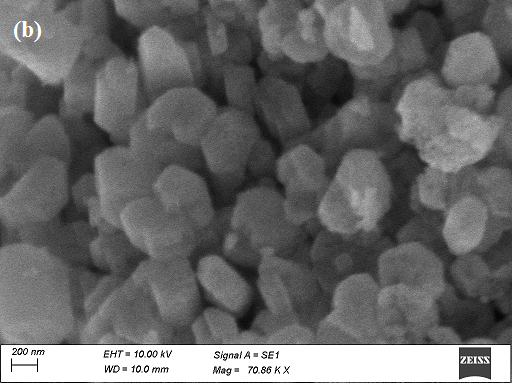 (b)
200 nm
EHT = 10.00 kV
Signal A = SE1
WD = 10.0 mm
Mag = 70.86 K X
ZEISS